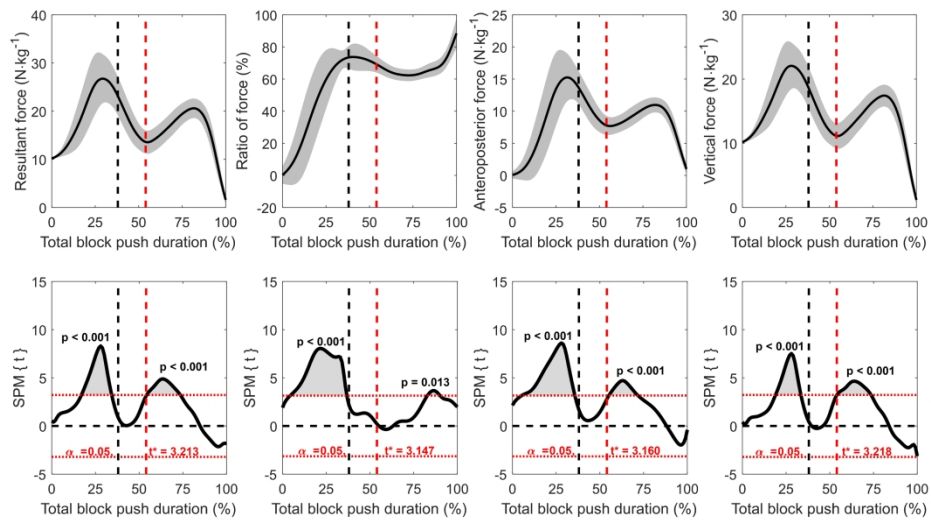 Resultant force (N·kg-1)
40
30
20
10
0
0 25 50 75 100
Total block push duration (%)
Ratio of force (%)
100
80
60
40
20
0
-20
0 25 50 75 100
Total block push duration (%)
Anteroposterior force (N·kg-1)
25
20
15
10
5
0
-5
0 25 50 75 100
Total block push duration (%)
Vertical force (N·kg-1)
30
20
10
0
0 25 50 75 100
Total block push duration (%)
SPM { t }
15
10
5
0
-5
p < 0.001
p < 0.001
α =0.05, t* = 3.213
0 25 50 75 100
Total block push duration (%)
SPM { t }
15
10
5
0
-5
p < 0.001
p = 0.013
α =0.05, t* = 3.147
0 25 50 75 100
Total block push duration (%)
SPM { t }
15
10
5
0
-5
p < 0.001
p < 0.001
α =0.05, t* = 3.160
0 25 50 75 100
Total block push duration (%)
SPM { t }
15
10
5
0
-5
p < 0.001
p < 0.001
α =0.05, t* = 3.218
0 25 50 75 100
Total block push duration (%)